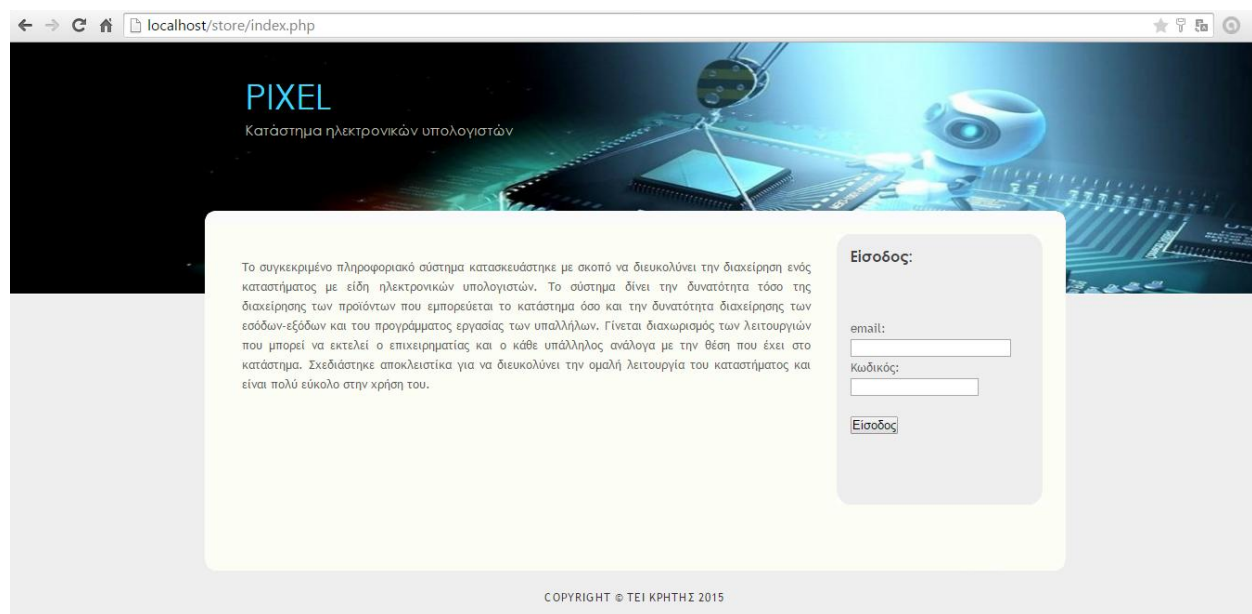 localhost/store/index.php
PIXEL
Κατάστημα ηλεκτρονικών υπολογιστών
Το συγκεκριμένο πληροφοριακό σύστημα κατασκευάστηκε με σκοπό να διευκολύνει την διαχείρηση ενός
καταστήματος με είδη ηλεκτρονικών υπολογιστών. Το σύστημα δίνει την δυνατότητα τόσο της
διαχείρησης των προϊόντων που εμπορεύεται το κατάστημα όσο και την δυνατότητα διαχείρησης των
εσόδων-εξόδων και του προγράμματος εργασίας των υπαλλήλων. Γίνεται διαχωρισμός των λειτουργιών
που μπορεί να εκτελεί ο επιχειρηματίας και ο κάθε υπάλληλος ανάλογα με την θέση που έχει στο
κατάστημα. Σχεδιάστηκε αποκλειστίκα για να διευκολύνει την ομαλή λειτουργία του καταστήματος και
είναι πολύ εύκολο στην χρήση του.
Είσοδος:
email:
Κωδικός:
Είσοδος
COPYRIGHT © ΤΕΙ ΚΡΗΤΗΣ 2015